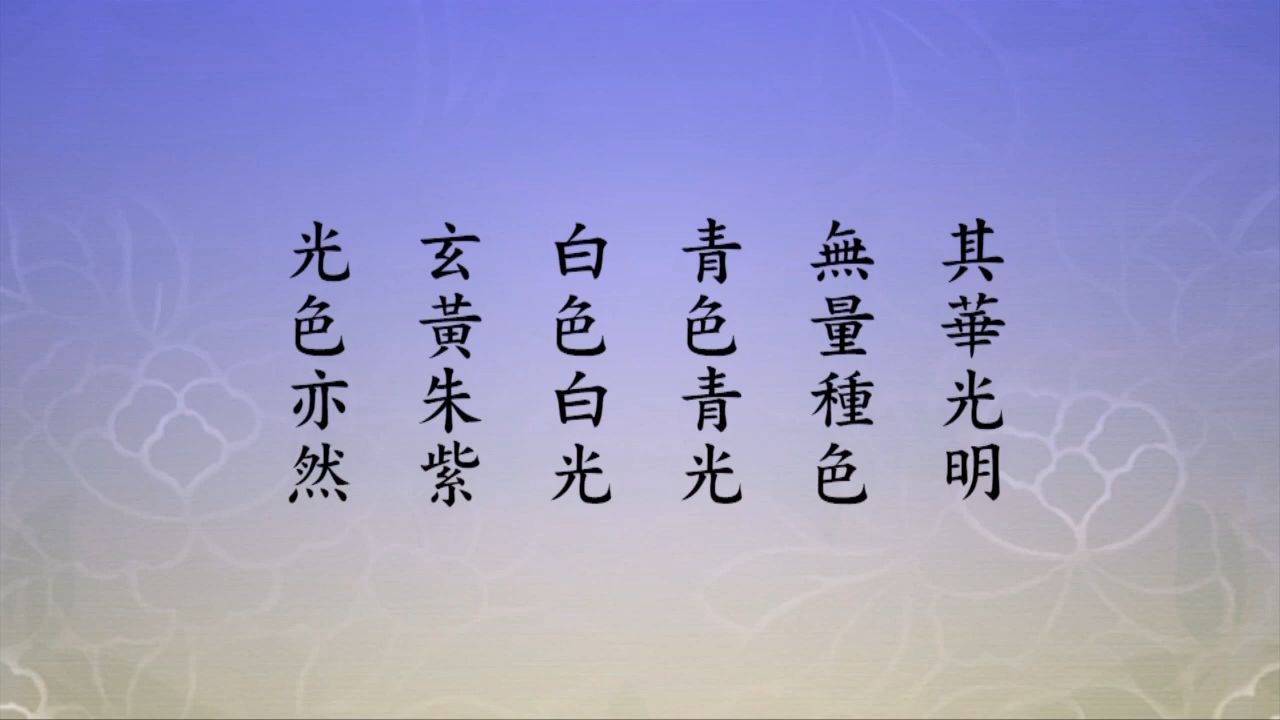 其華光明
無量種色
青色青光
白色白光
玄黃朱紫
光色亦然